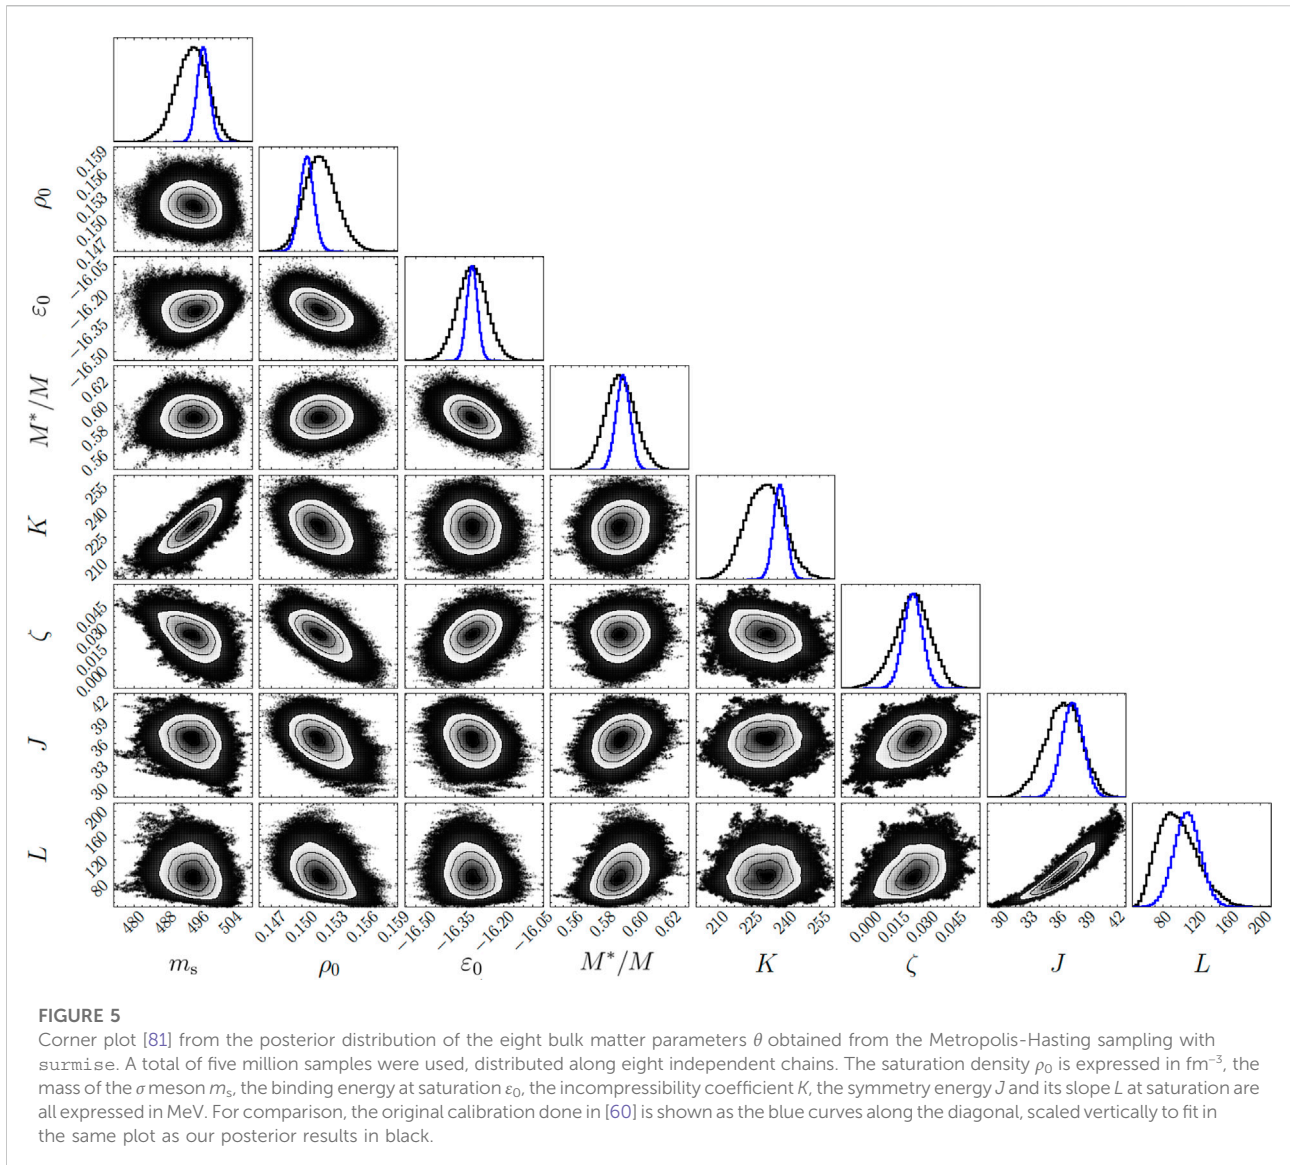 0.159
0.156
0.153
0.150
0.147
ρ₀
−16.05
−16.20
−16.35
−16.50
ε₀
0.62
0.60
0.58
0.56
M*/M
255
240
225
210
K
0.045
0.030
0.015
0.000
ζ
42
39
36
33
30
J
200
160
120
80
L
480 488 496 504
0.147 0.150 0.153 0.156 0.159
−16.50 −16.35 −16.20 −16.05
0.56 0.58 0.60 0.62
210 225 240 255
0.000 0.015 0.030 0.045
30 33 36 39 42
80 120 160 200
mₛ ρ₀ ε₀ M*/M K ζ J L
FIGURE 5
Corner plot [81] from the posterior distribution of the eight bulk matter parameters θ obtained from the Metropolis-Hasting sampling with
surmise. A total of five million samples were used, distributed along eight independent chains. The saturation density ρ₀ is expressed in fm⁻³, the
mass of the σ meson mₛ, the binding energy at saturation ε₀, the incompressibility coefficient K, the symmetry energy J and its slope L at saturation are
all expressed in MeV. For comparison, the original calibration done in [60] is shown as the blue curves along the diagonal, scaled vertically to fit in
the same plot as our posterior results in black.